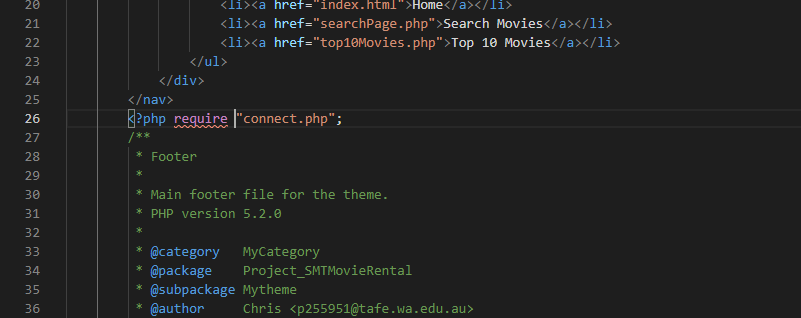 20 <li><a href="index.html">Home</a></li>
21 <li><a href="searchPage.php">Search Movies</a></li>
22 <li><a href="top10Movies.php">Top 10 Movies</a></li>
23 </ul>
24 </div>
25 </nav>
26 <?php require "connect.php";
27 /**
28 * Footer
29 *
30 * Main footer file for the theme.
31 * PHP version 5.2.0
32 *
33 * @category   MyCategory
34 * @package    Project_SMTMovieRental
35 * @subpackage Mytheme
36 * @author     Chris <p255951@tafe.wa.edu.au>